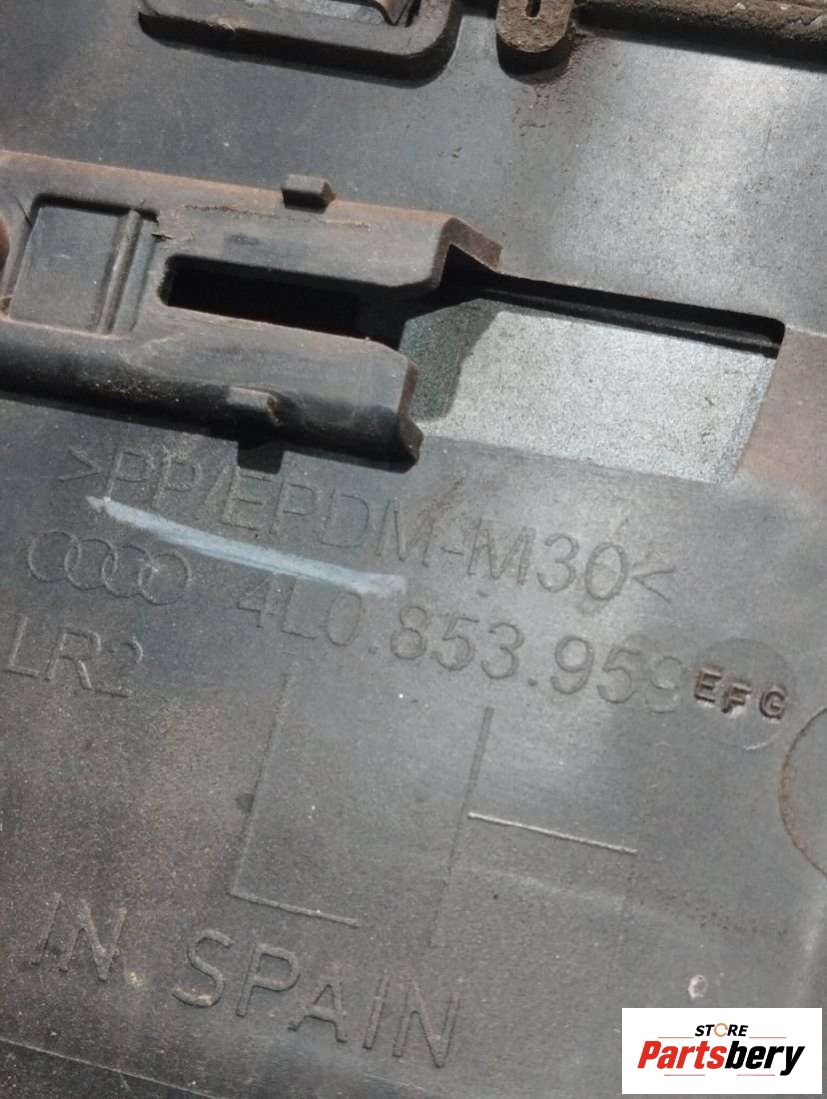 >PP/EPDM-M30<
4L0.853.959 EFG
LR2
IN SPAIN
STORE
Partsbery